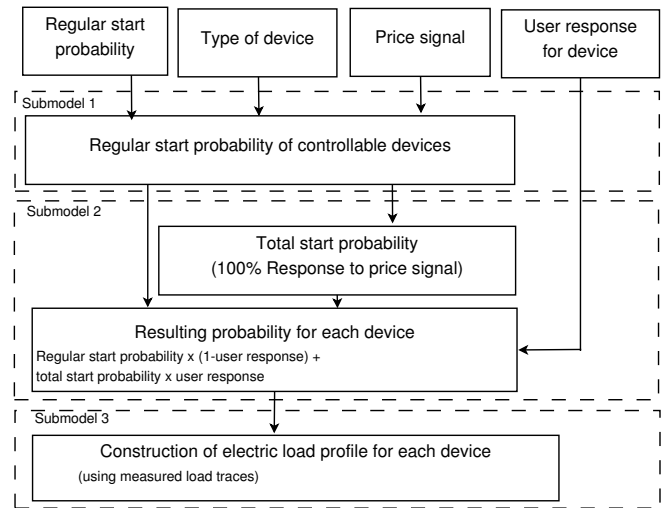 Regular start
probability
Type of device
Price signal
User response
for device
Submodel 1
Regular start probability of controllable devices
Submodel 2
Total start probability
(100% Response to price signal)
Resulting probability for each device
Regular start probability x (1-user response) +
total start probability x user response
Submodel 3
Construction of electric load profile for each device
(using measured load traces)